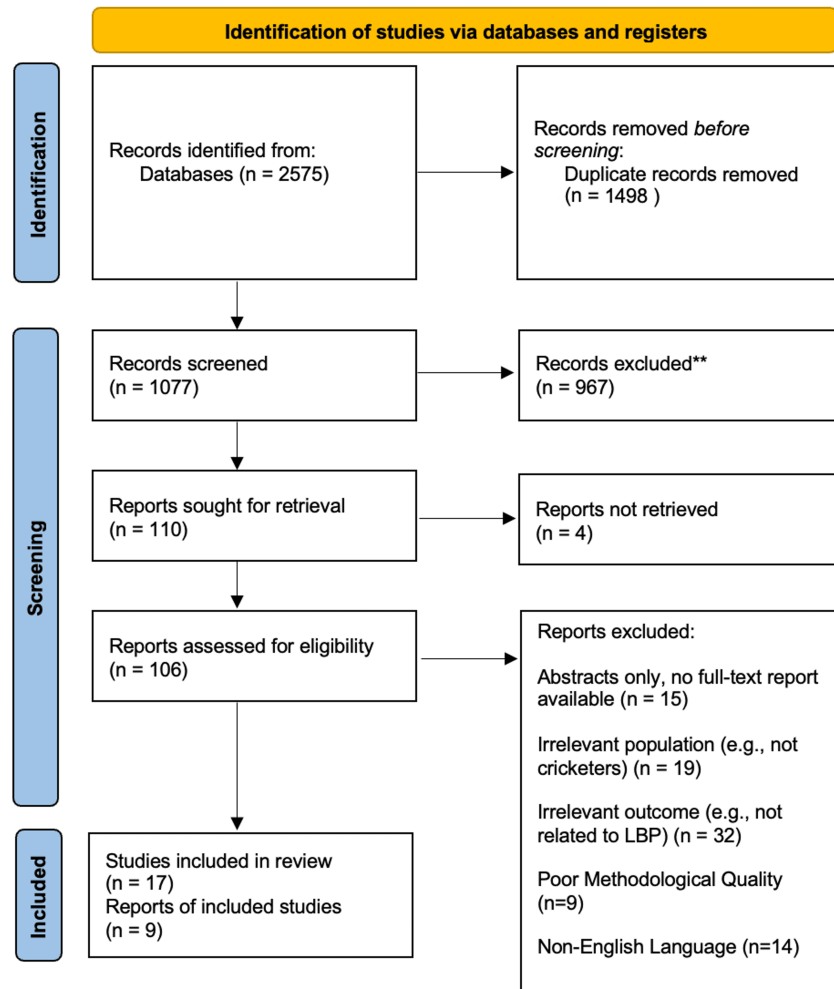 Identification of studies via databases and registers
Identification
Records identified from:
Databases (n = 2575)
Records removed before
screening:
Duplicate records removed
(n = 1498 )
Screening
Records screened
(n = 1077)
Records excluded**
(n = 967)
Reports sought for retrieval
(n = 110)
Reports not retrieved
(n = 4)
Reports assessed for eligibility
(n = 106)
Reports excluded:
Abstracts only, no full-text report
available (n = 15)
Irrelevant population (e.g., not
cricketers) (n = 19)
Irrelevant outcome (e.g., not
related to LBP) (n = 32)
Poor Methodological Quality
(n=9)
Non-English Language (n=14)
Included
Studies included in review
(n = 17)
Reports of included studies
(n = 9)